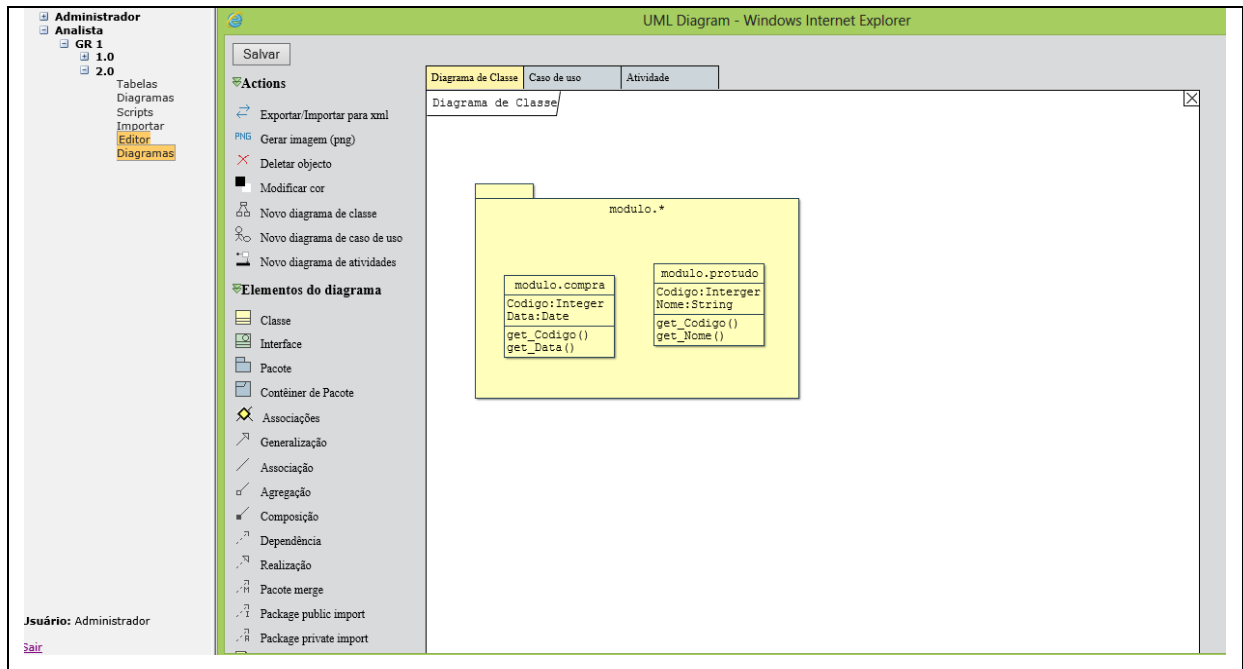 Administrador
Analista
GR 1
1.0
2.0
Tabelas
Diagramas
Scripts
Importar
Editor
Diagramas
Usuário: Administrador
Sair
UML Diagram - Windows Internet Explorer
Salvar
Actions
Exportar/Importar para xml
PNG Gerar imagem (png)
Deletar objecto
Modificar cor
Novo diagrama de classe
Novo diagrama de caso de uso
Novo diagrama de atividades
Elementos do diagrama
Classe
Interface
Pacote
Contêiner de Pacote
Associações
Generalização
Associação
Agregação
Composição
Dependência
Realização
M Pacote merge
I Package public import
A Package private import
Diagrama de Classe Caso de uso Atividade
Diagrama de Classe
modulo.*
modulo.compra
Codigo:Integer
Data:Date
get_Codigo()
get_Data()
modulo.protudo
Codigo:Interger
Nome:String
get_Codigo()
get_Nome()